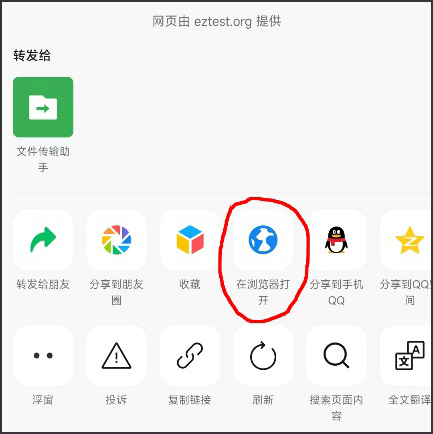 网页由 eztest.org 提供
转发给
文件传输助
手
转发给朋友
分享到朋友
圈
收藏
在浏览器打
开
分享到手机
QQ
分享到QQ空
间
浮窗
投诉
复制链接
刷新
搜索页面内
容
文
A
全文翻译